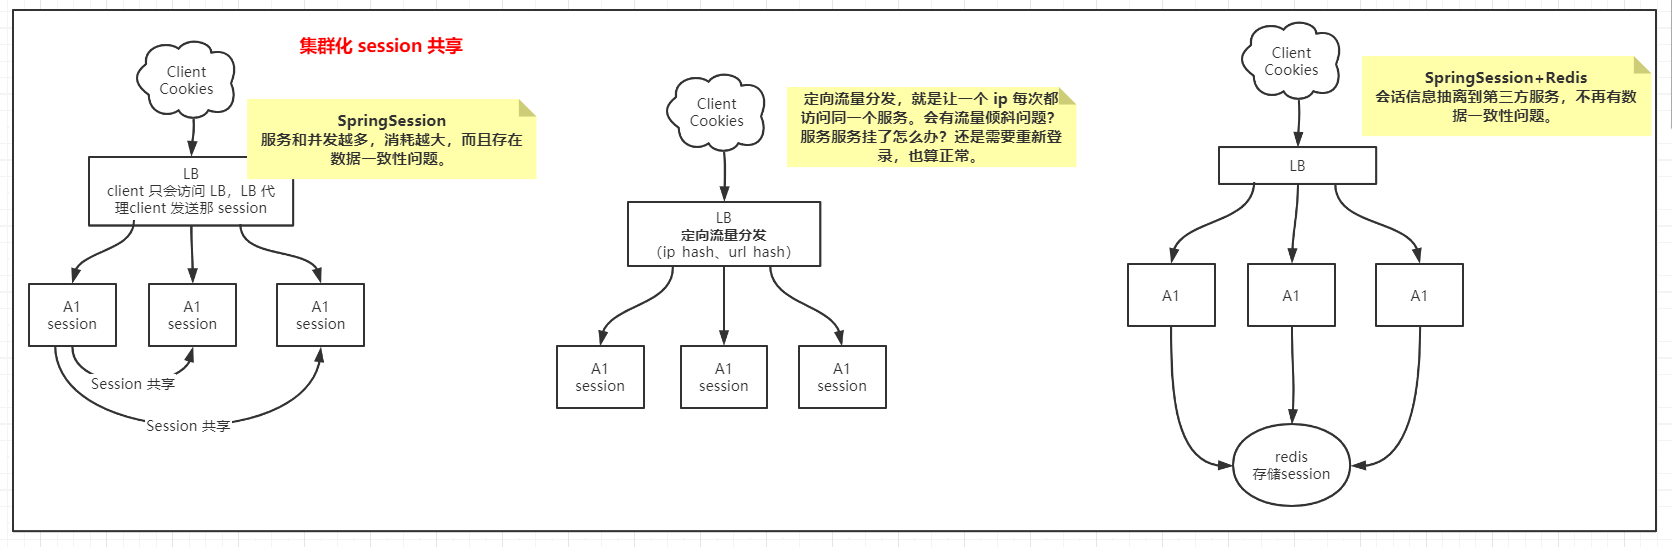 集群化 session 共享
Client
Cookies
SpringSession
服务和并发越多，消耗越大，而且存在
数据一致性问题。
LB
client 只会访问 LB，LB 代
理client 发送那 session
A1
session
A1
session
A1
session
Session 共享
Session 共享
Client
Cookies
定向流量分发，就是让一个 ip 每次都
访问同一个服务。会有流量倾斜问题？
服务服务挂了怎么办？还是需要重新登
录，也算正常。
LB
定向流量分发
（ip hash、url hash）
A1
session
A1
session
A1
session
Client
Cookies
SpringSession+Redis
会话信息抽离到第三方服务，不再有数
据一致性问题。
LB
A1
A1
A1
redis
存储session